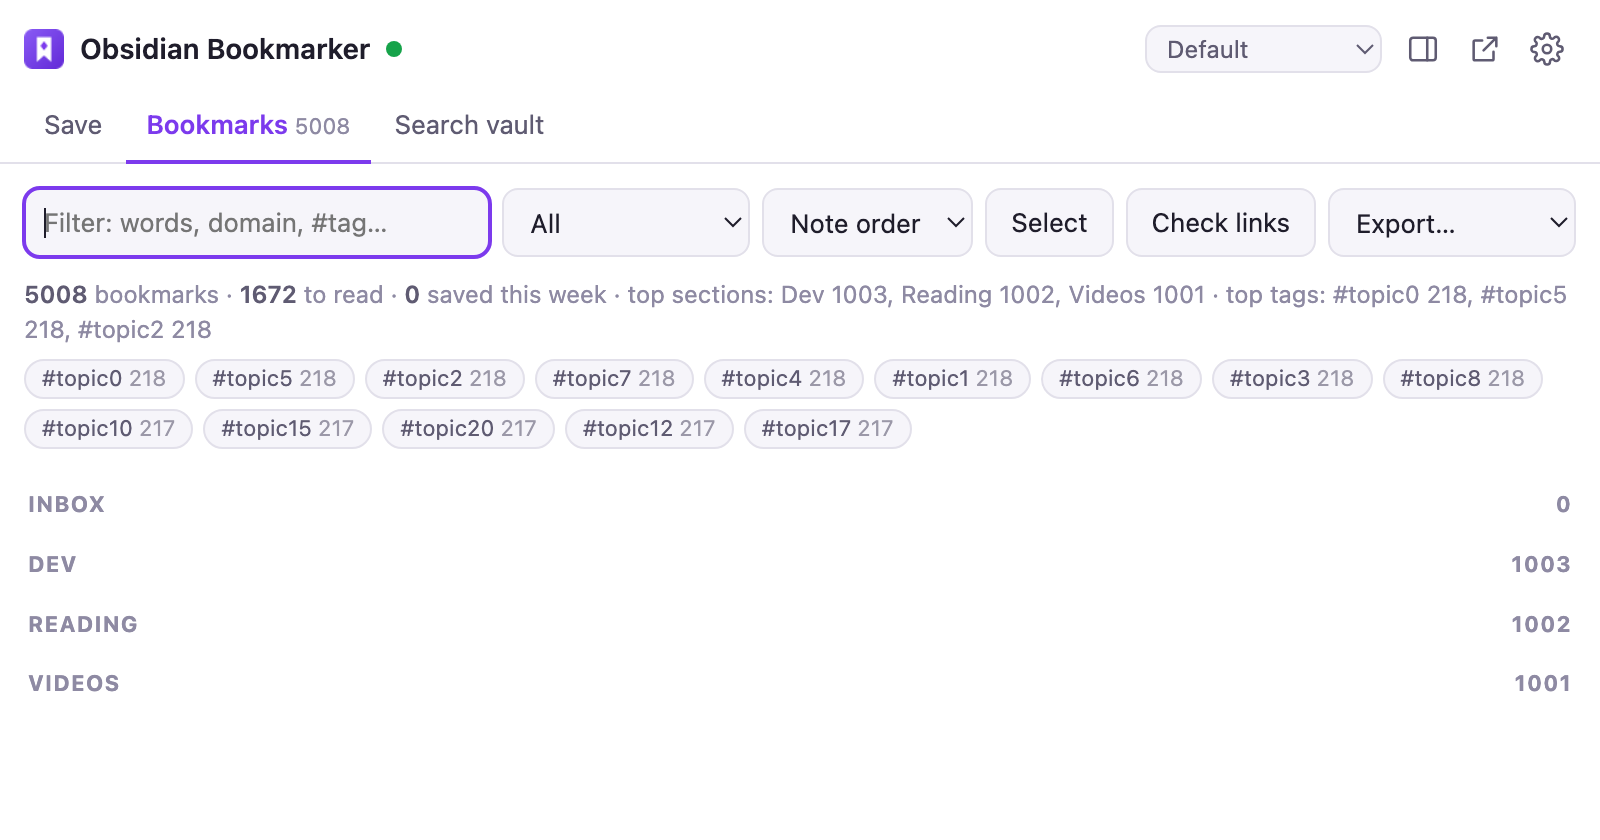 Obsidian Bookmarker
Default
Save
Bookmarks 5008
Search vault
Filter: words, domain, #tag...
All
Note order
Select
Check links
Export...
5008 bookmarks · 1672 to read · 0 saved this week · top sections: Dev 1003, Reading 1002, Videos 1001 · top tags: #topic0 218, #topic5
218, #topic2 218
#topic0 218 #topic5 218 #topic2 218 #topic7 218 #topic4 218 #topic1 218 #topic6 218 #topic3 218 #topic8 218
#topic10 217 #topic15 217 #topic20 217 #topic12 217 #topic17 217
INBOX 0
DEV 1003
READING 1002
VIDEOS 1001